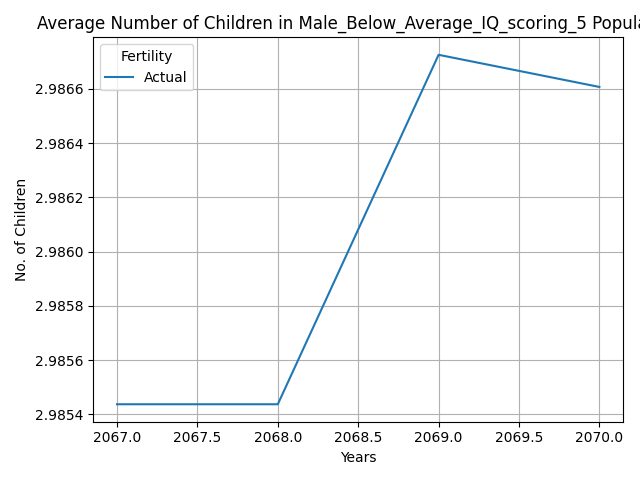 Average Number of Children in Male_Below_Average_IQ_scoring_5 Popula
Fertility
Actual
2.9866
2.9864
2.9862
2.9860
2.9858
2.9856
2.9854
No. of Children
2067.0 2067.5 2068.0 2068.5 2069.0 2069.5 2070.0
Years